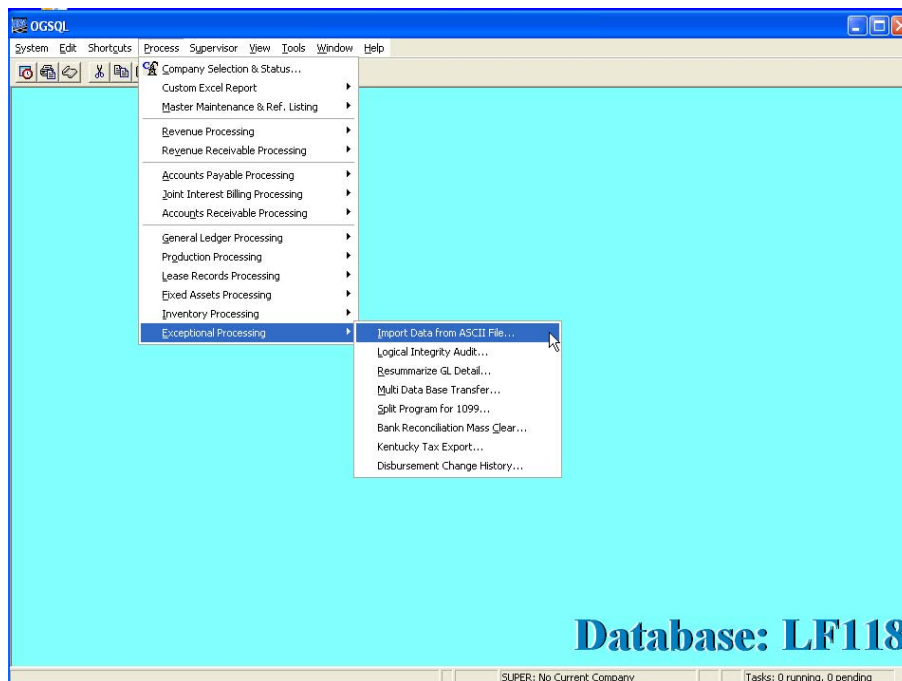 OGSQL
System Edit Shortcuts Process Supervisor View Tools Window Help
Company Selection & Status...
Custom Excel Report
Master Maintenance & Ref. Listing
Revenue Processing
Revenue Receivable Processing
Accounts Payable Processing
Joint Interest Billing Processing
Accounts Receivable Processing
General Ledger Processing
Production Processing
Lease Records Processing
Fixed Assets Processing
Inventory Processing
Exceptional Processing
Import Data from ASCII File...
Logical Integrity Audit...
Resummarize GL Detail...
Multi Data Base Transfer...
Split Program for 1099...
Bank Reconciliation Mass Clear...
Kentucky Tax Export...
Disbursement Change History...
Database: LF118
SUPER: No Current Company Tasks: 0 running, 0 pending